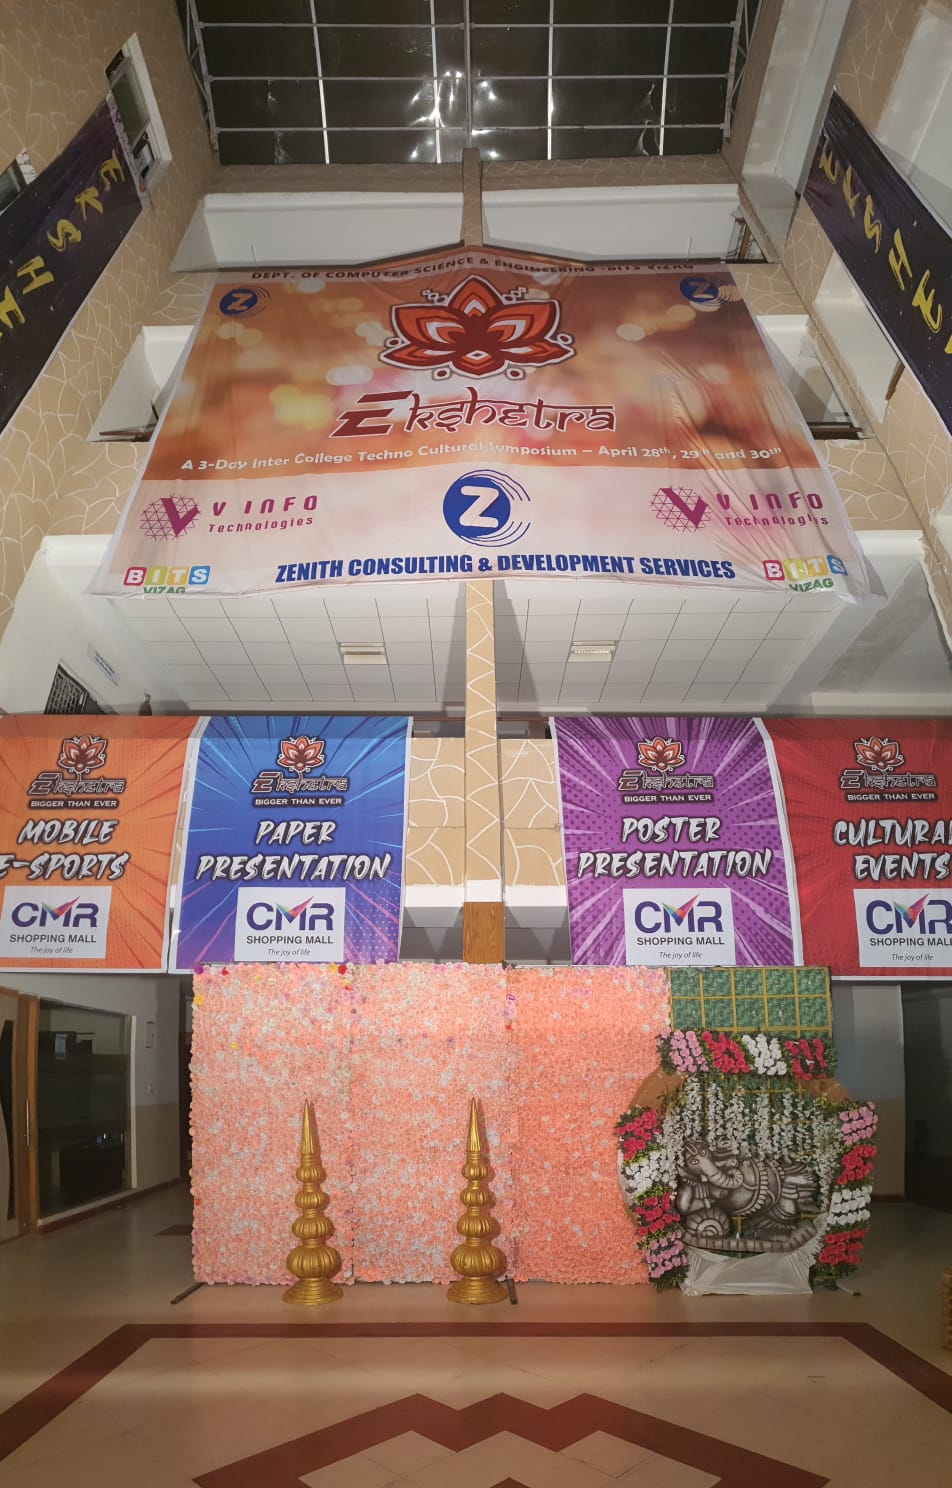 DEPT. OF COMPUTER SCIENCE & ENGINEERING BITS VIZAG
Z
Z
Ekshetra
A 3-Day Inter College Techno Cultural Symposium – April 28th, 29th and 30th
V INFO
Technologies
Z
V INFO
Technologies
ZENITH CONSULTING & DEVELOPMENT SERVICES
BITS
VIZAG
BITS
VIZAG
Ekshetra
BIGGER THAN EVER
MOBILE
E-SPORTS
CMR
SHOPPING MALL
The joy of life
Ekshetra
BIGGER THAN EVER
PAPER
PRESENTATION
CMR
SHOPPING MALL
The joy of life
Ekshetra
BIGGER THAN EVER
POSTER
PRESENTATION
CMR
SHOPPING MALL
The joy of life
Ekshetra
BIGGER THAN EVER
CULTURA
EVENTS
CMR
SHOPPING MALL
The joy of life